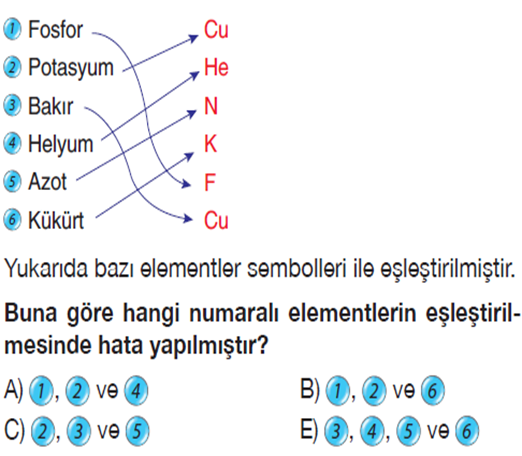 1 Fosfor Cu
2 Potasyum He
3 Bakır N
4 Helyum K
5 Azot F
6 Kükürt Cu
Yukarıda bazı elementler sembolleri ile eşleştirilmiştir.
Buna göre hangi numaralı elementlerin eşleştiril-
mesinde hata yapılmıştır?
A) 1, 2 ve 4 B) 1, 2 ve 6
C) 2, 3 ve 5 E) 3, 4, 5 ve 6